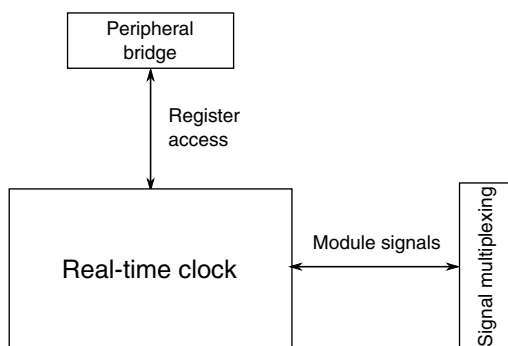 Peripheral
bridge
Register
access
Real-time clock
Module signals
Signal multiplexing